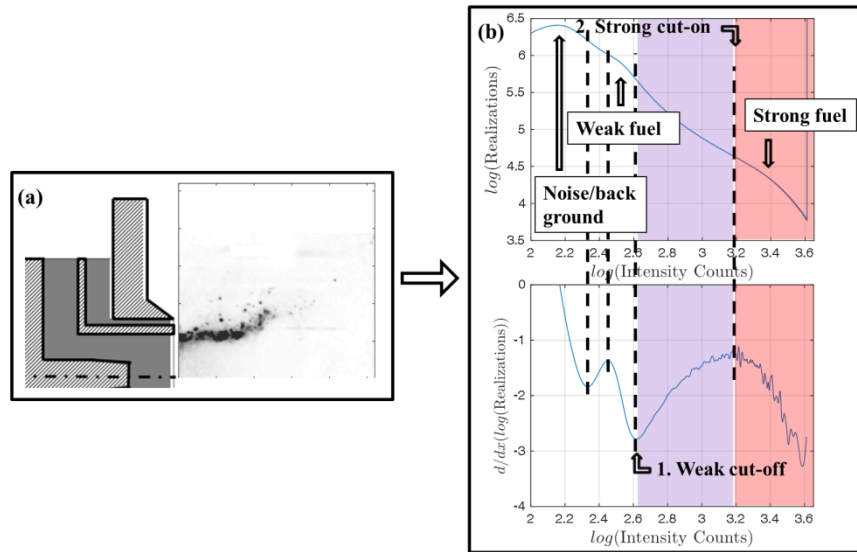 (a)
(b)
2. Strong cut-on
Weak fuel
Strong fuel
Noise/back
ground
log(Realizations)
6.5
6
5.5
5
4.5
4
3.5
2 2.2 2.4 2.6 2.8 3 3.2 3.4 3.6
log(Intensity Counts)
d/dx(log(Realizations))
0
-1
-2
-3
-4
1. Weak cut-off
2 2.2 2.4 2.6 2.8 3 3.2 3.4 3.6
log(Intensity Counts)